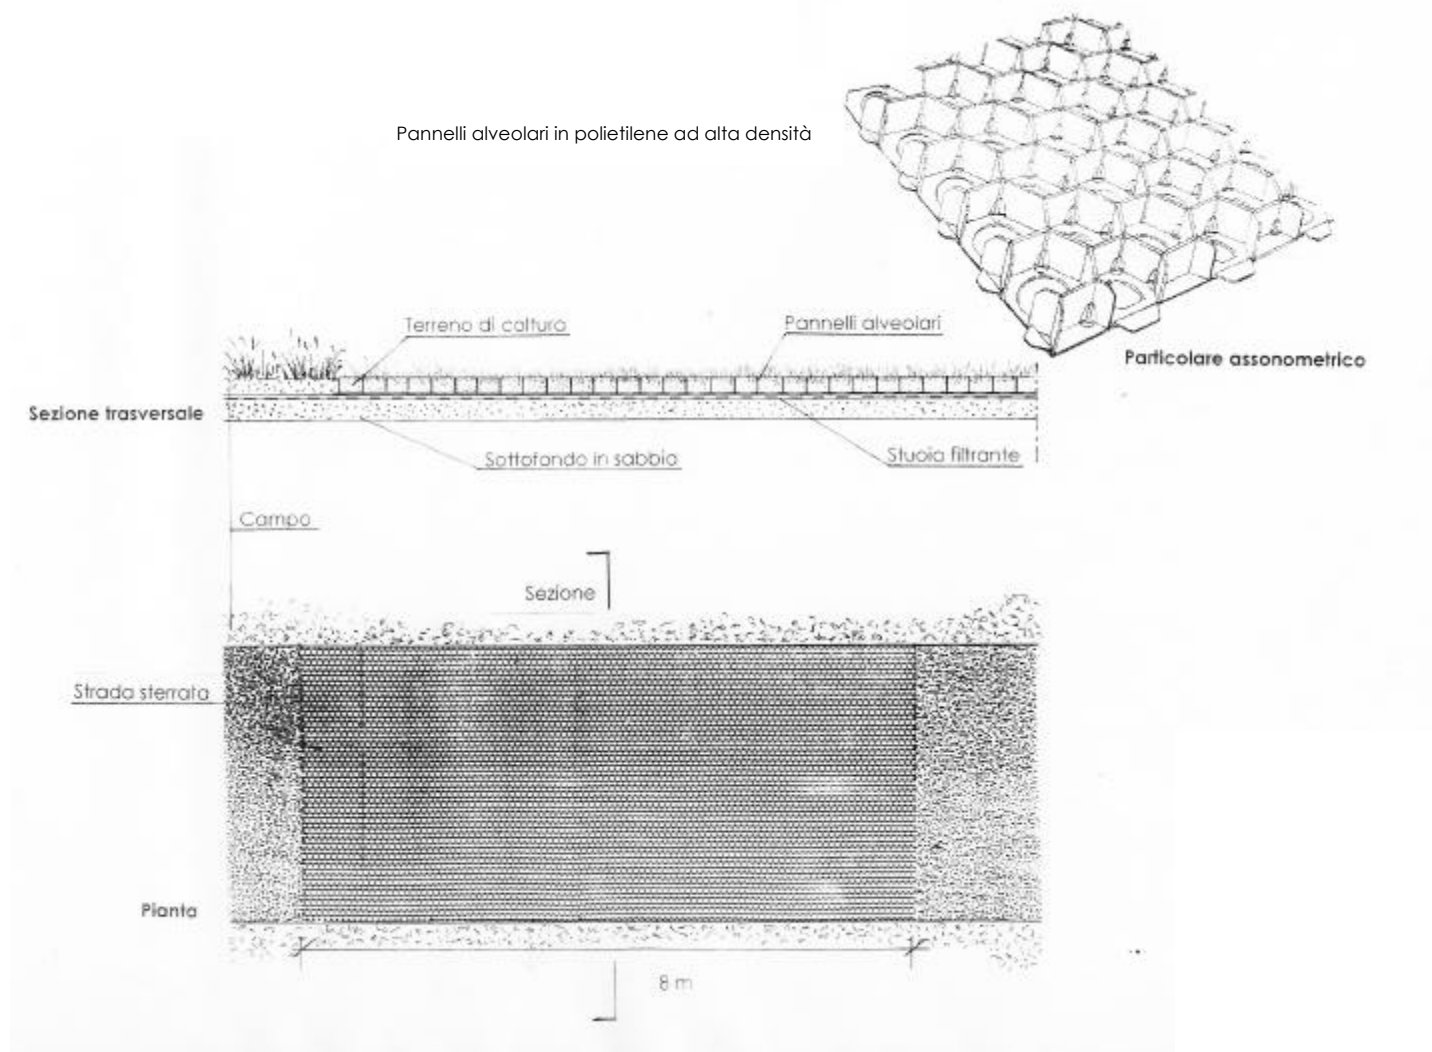 Pannelli alveolari in polietilene ad alta densità
Terreno di coltura
Pannelli alveolari
Particolare assonometrico
Sezione trasversale
Sottofondo in sabbia
Stuoia filtrante
Campo
Sezione
Strada sterrata
Pianta
8 m